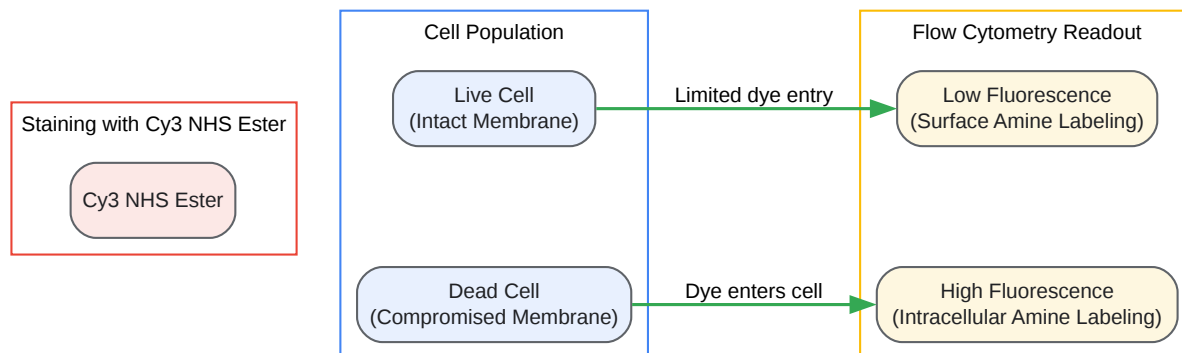 Staining with Cy3 NHS Ester
Cy3 NHS Ester
Cell Population
Live Cell
(Intact Membrane)
Dead Cell
(Compromised Membrane)
Limited dye entry
Dye enters cell
Flow Cytometry Readout
Low Fluorescence
(Surface Amine Labeling)
High Fluorescence
(Intracellular Amine Labeling)